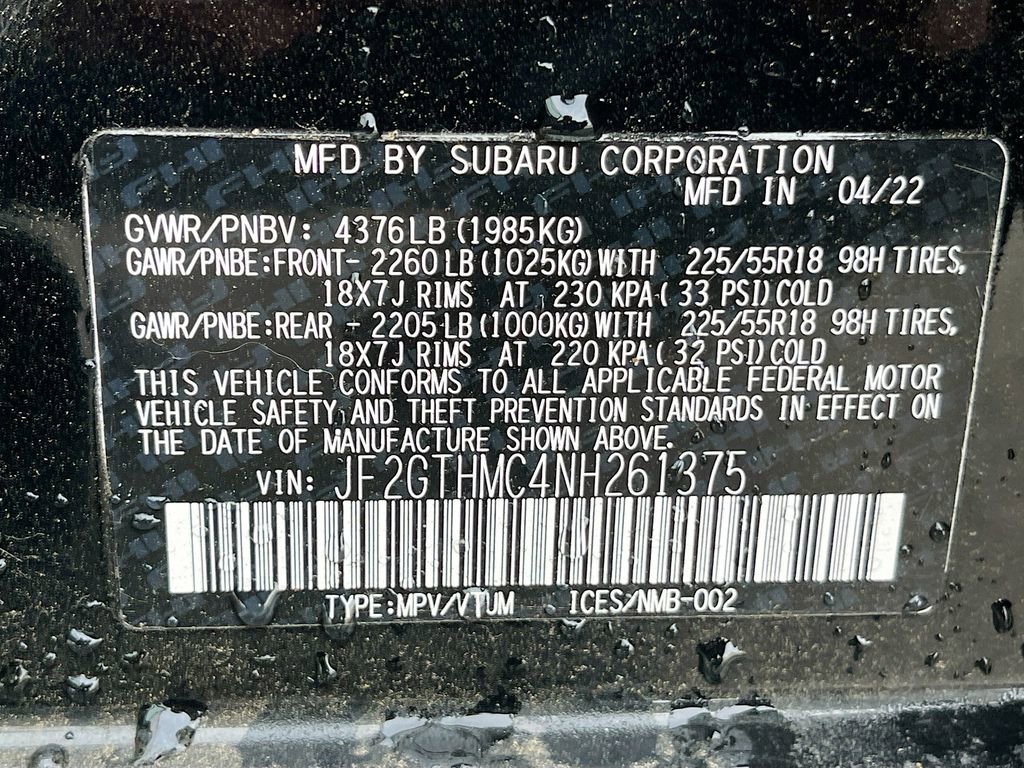 MFD BY SUBARU CORPORATION
MFD IN 04/22
GVWR/PNBV: 4376LB (1985KG)
GAWR/PNBE:FRONT- 2260 LB (1025KG) WITH 225/55R18 98H TIRES,
18X7J RIMS AT 230 KPA( 33 PSI) COLD
GAWR/PNBE:REAR - 2205 LB (1000KG) WITH 225/55R18 98H TIRES,
18X7J RIMS AT 220 KPA( 32 PSI) COLD
THIS VEHICLE CONFORMS TO ALL APPLICABLE FEDERAL MOTOR
VEHICLE SAFETY AND THEFT PREVENTION STANDARDS IN EFFECT ON
THE DATE OF MANUFACTURE SHOWN ABOVE.
VIN: JF2GTHMC4NH261375
TYPE:MPV/VTUM ICES/NMB-002